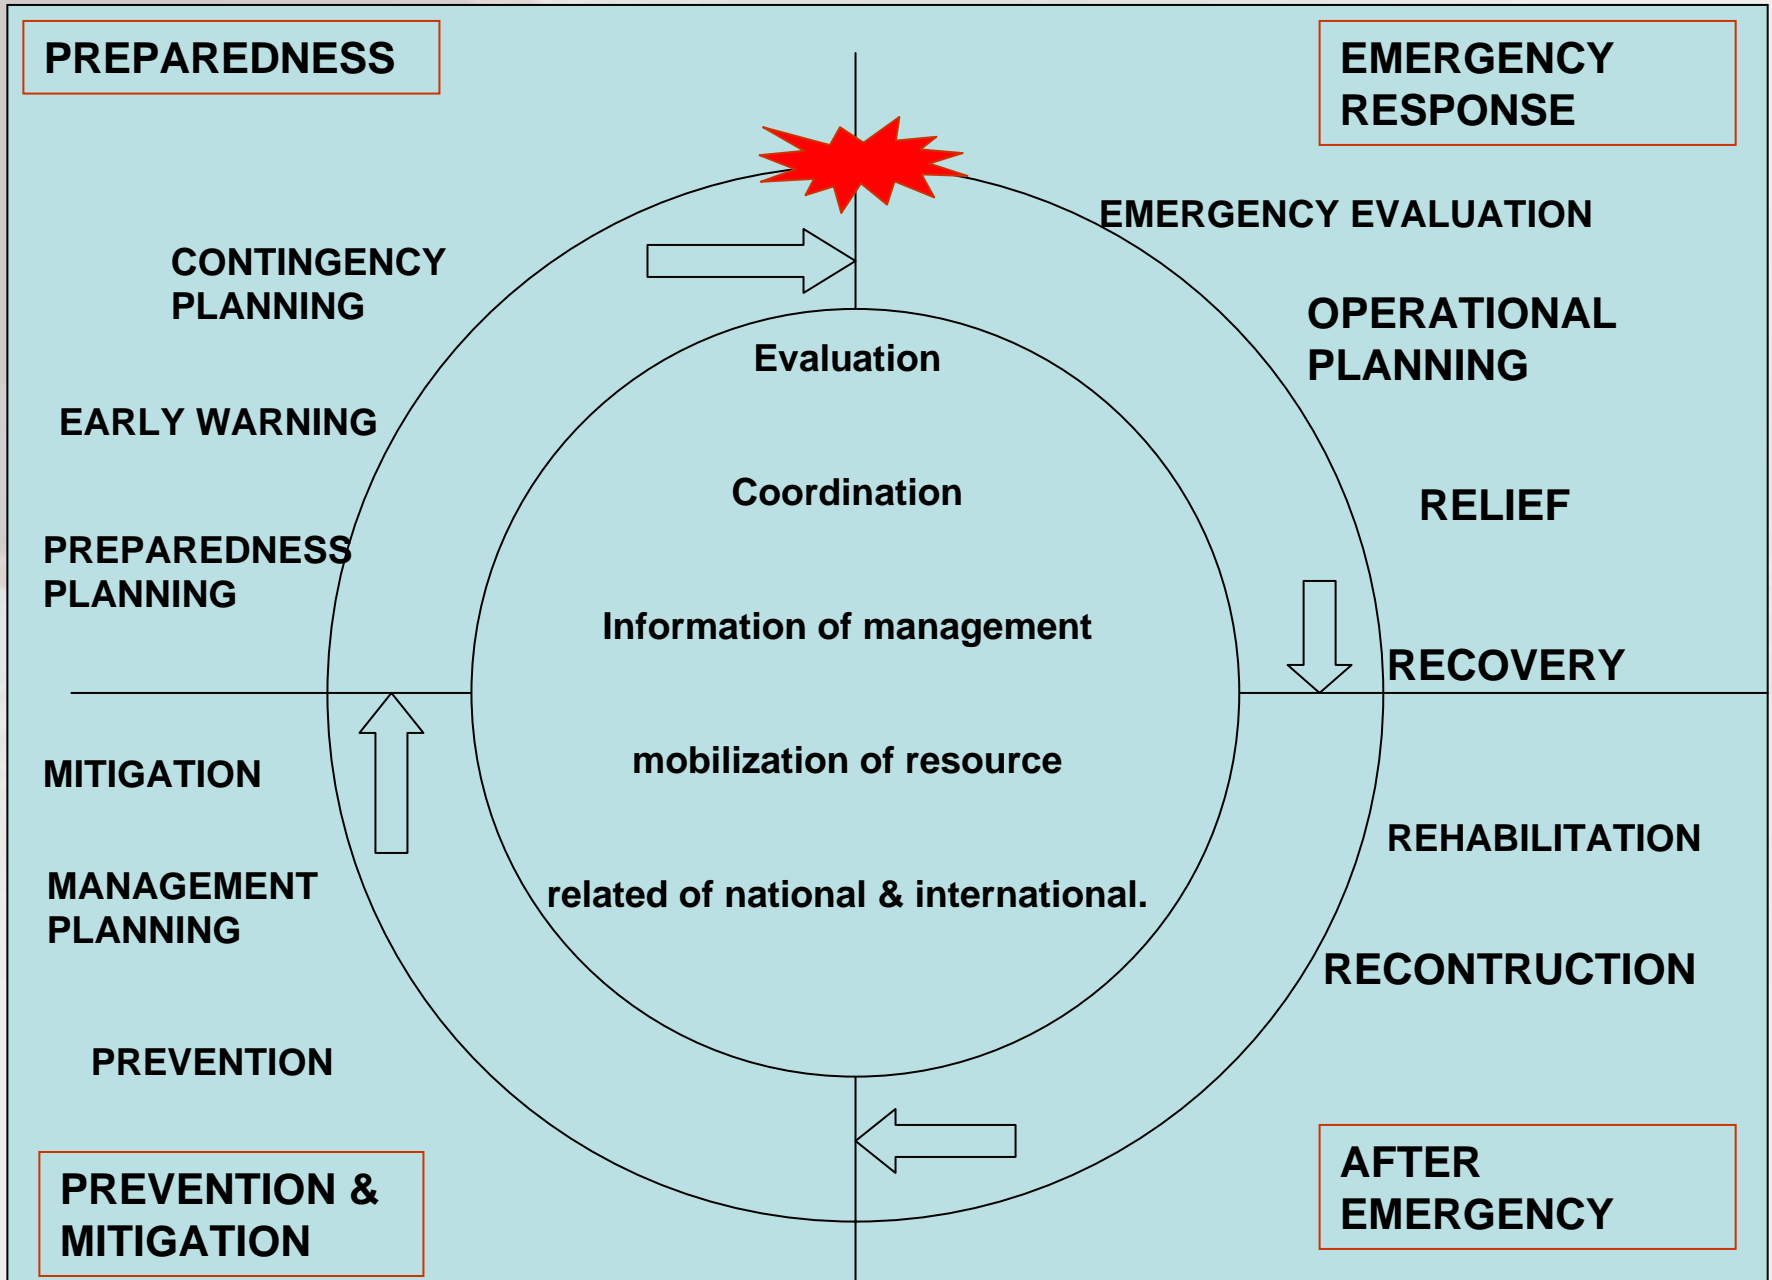 PREPAREDNESS
EMERGENCY
RESPONSE
EMERGENCY EVALUATION
CONTINGENCY
PLANNING
OPERATIONAL
PLANNING
Evaluation
EARLY WARNING
Coordination
RELIEF
PREPAREDNESS
PLANNING
Information of management
RECOVERY
MITIGATION
mobilization of resource
REHABILITATION
MANAGEMENT
PLANNING
related of national & international.
RECONTRUCTION
PREVENTION
PREVENTION &
MITIGATION
AFTER
EMERGENCY